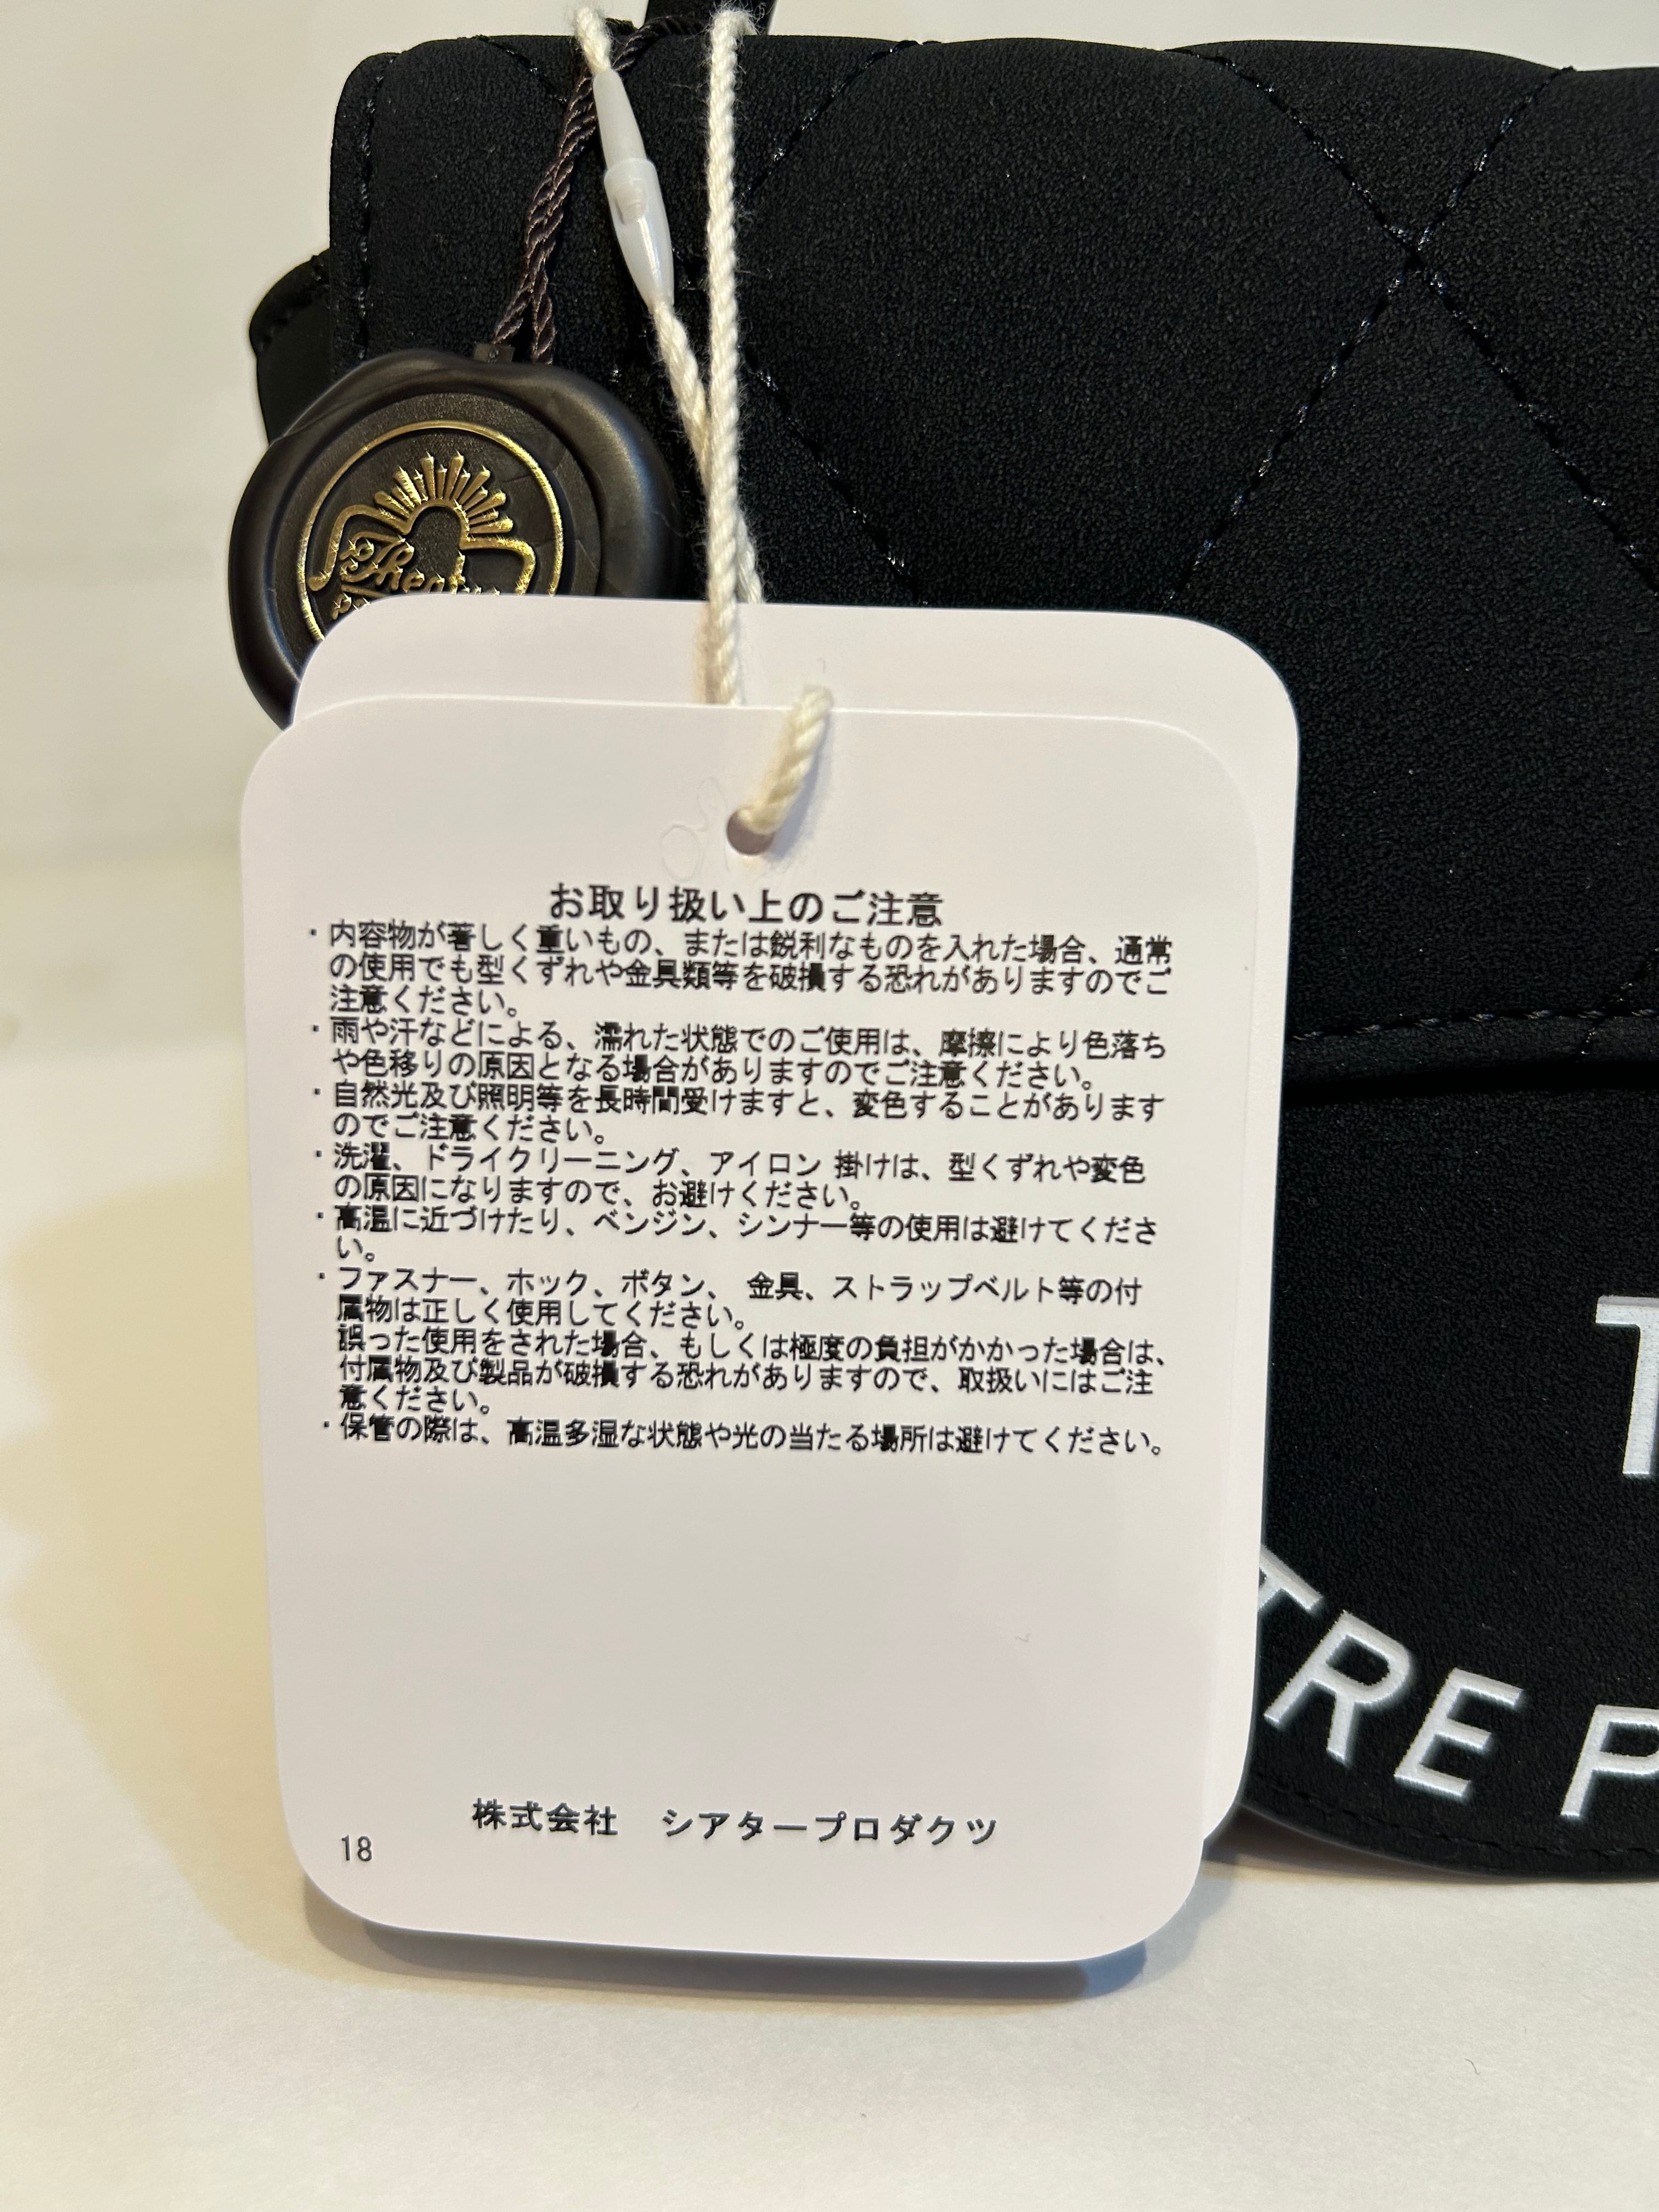 お取り扱い上のご注意
・内容物が著しく重いもの、または鋭利なものを入れた場合、通常
の使用でも型くずれや金具類等を破損する恐れがありますのでご
注意ください。
・雨や汗などによる、濡れた状態でのご使用は、摩擦により色落ち
や色移りの原因となる場合がありますのでご注意ください。
・自然光及び照明等を長時間受けますと、変色することがあります
のでご注意ください。
・洗濯、ドライクリーニング、アイロン 掛けは、型くずれや変色
の原因になりますので、お避けください。
・高温に近づけたり、ベンジン、シンナー等の使用は避けてくださ
い。
・ファスナー、ホック、ボタン、 金具、ストラップベルト等の付
属物は正しく使用してください。
誤った使用をされた場合、もしくは極度の負担がかかった場合は、
付属物及び製品が破損する恐れがありますので、取扱いにはご注
意ください。
・保管の際は、高温多湿な状態や光の当たる場所は避けてください。
株式会社　シアタープロダクツ
18
T
TRE P